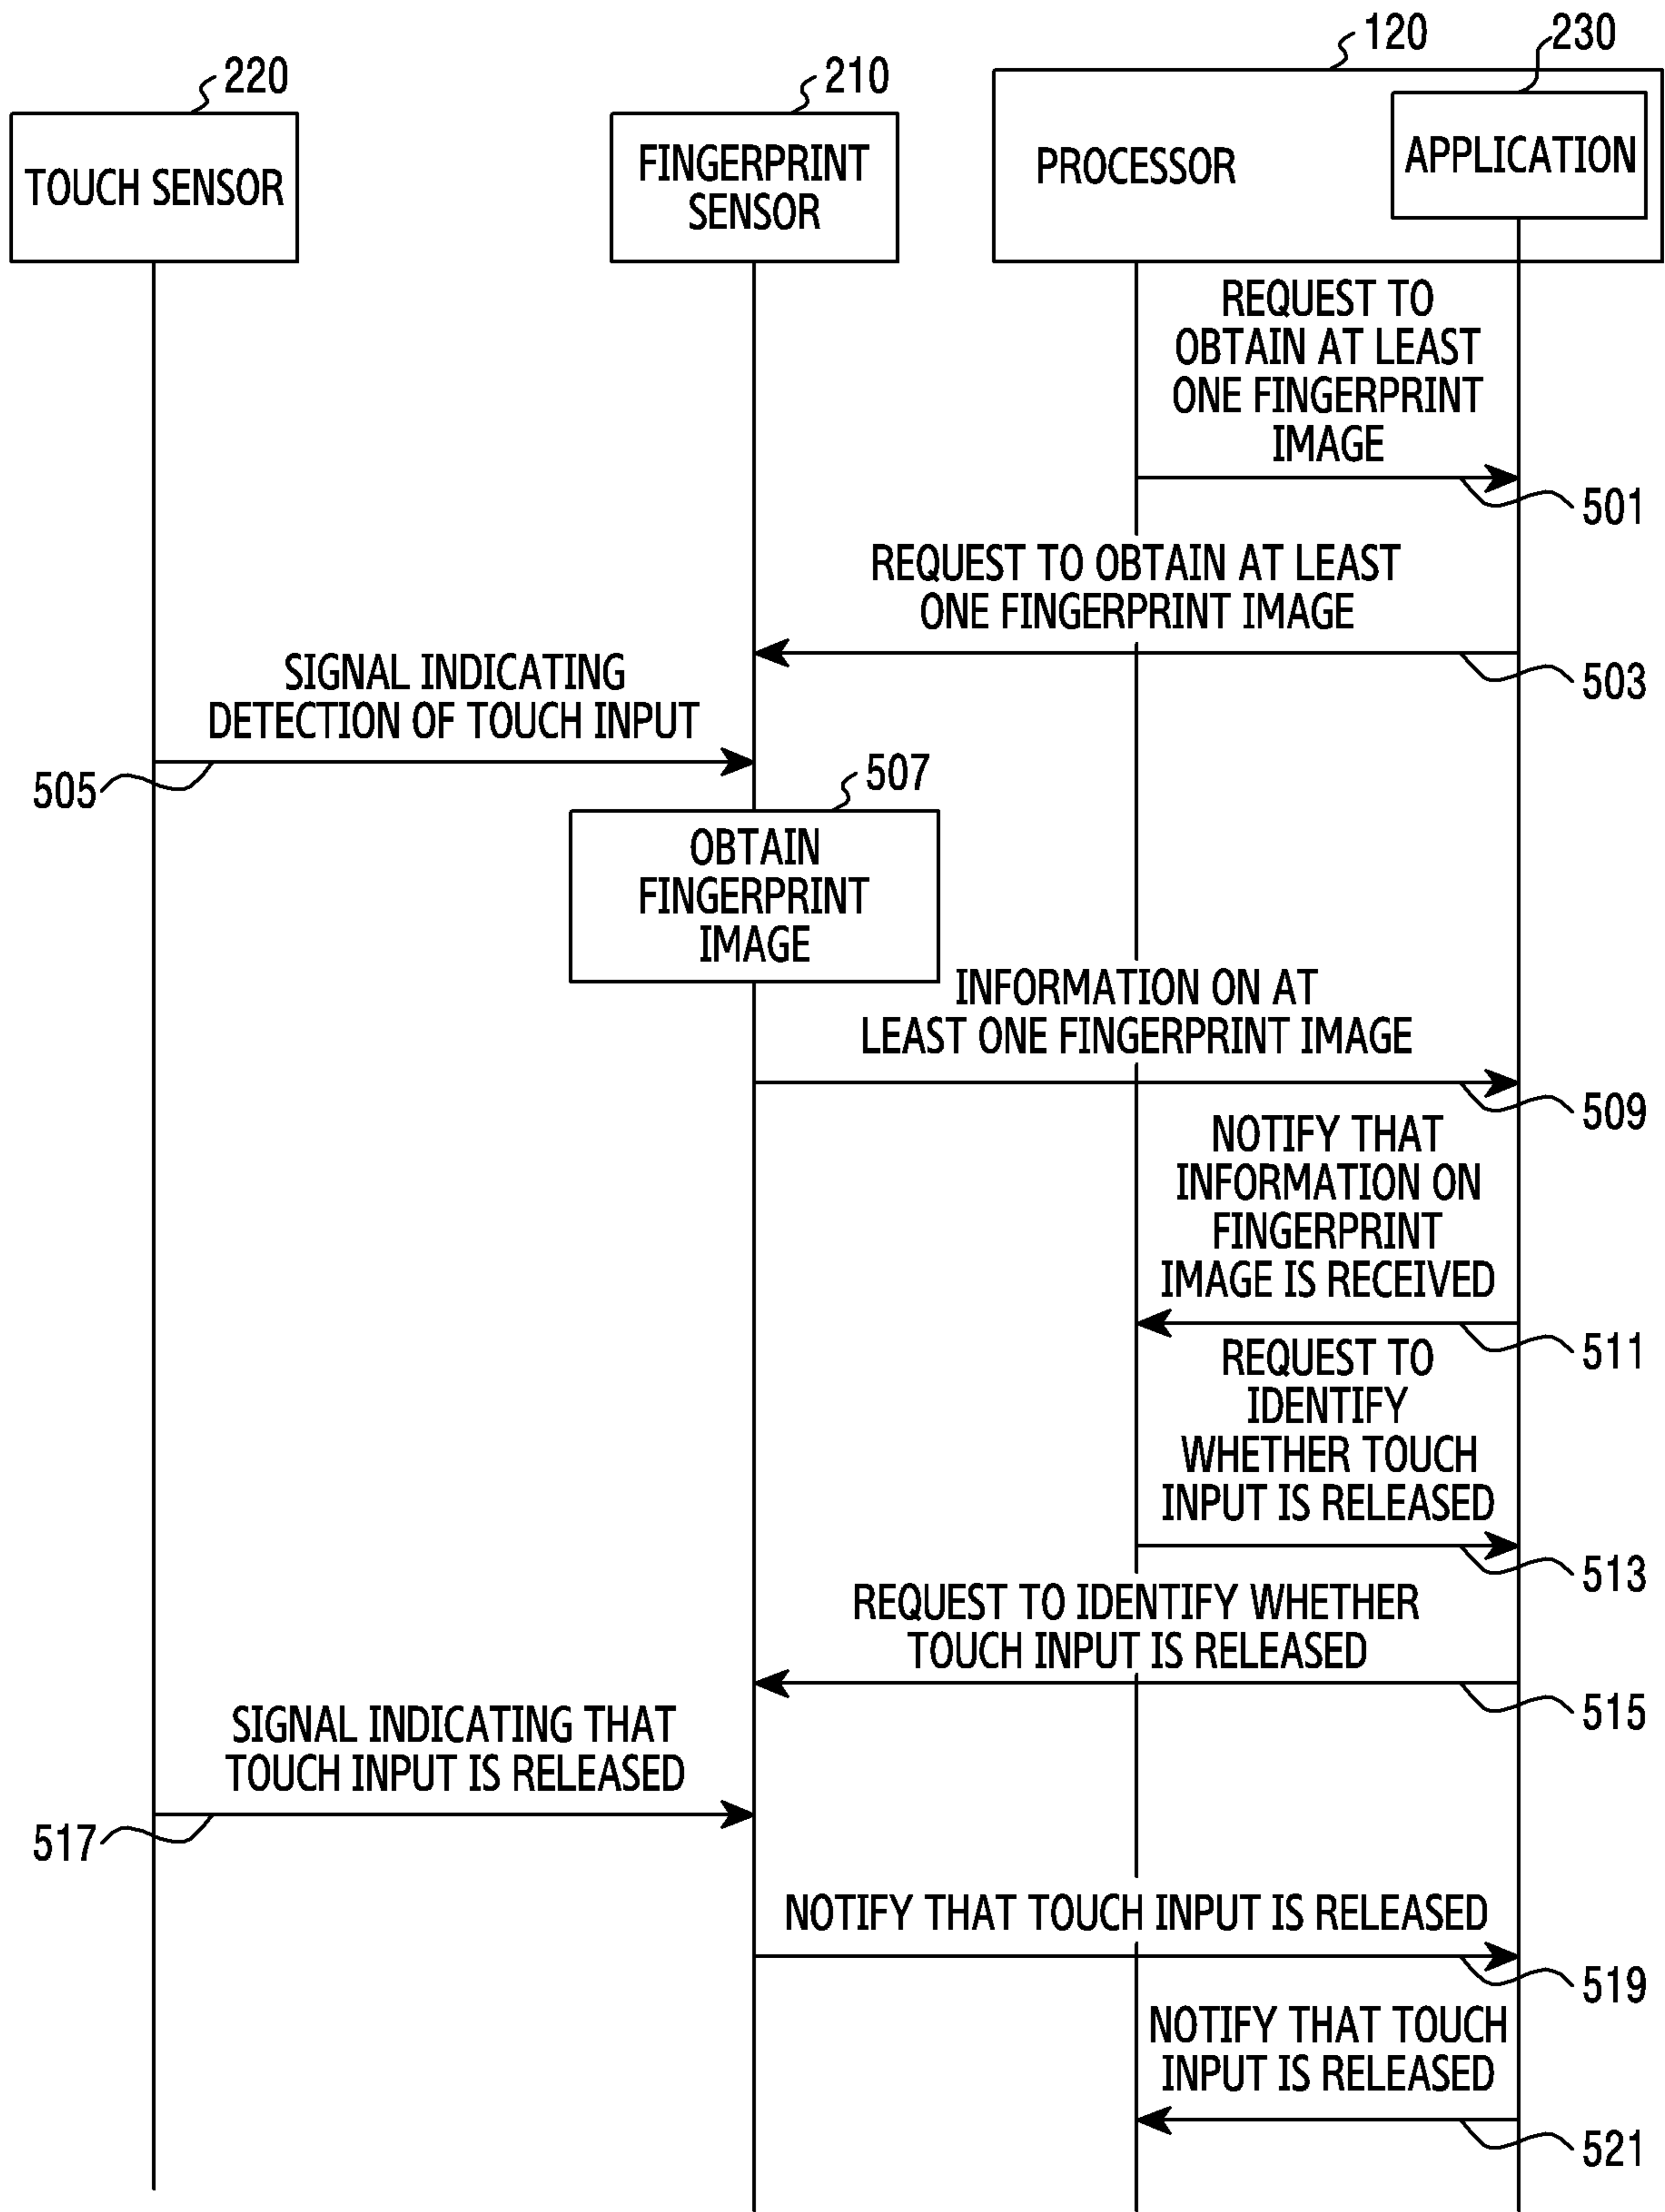 120
230
220
210
TOUCH SENSOR
FINGERPRINT
SENSOR
PROCESSOR
APPLICATION
REQUEST TO
OBTAIN AT LEAST
ONE FINGERPRINT
IMAGE
501
REQUEST TO OBTAIN AT LEAST
ONE FINGERPRINT IMAGE
503
SIGNAL INDICATING
DETECTION OF TOUCH INPUT
505
507
OBTAIN
FINGERPRINT
IMAGE
INFORMATION ON AT
LEAST ONE FINGERPRINT IMAGE
509
NOTIFY THAT
INFORMATION ON
FINGERPRINT
IMAGE IS RECEIVED
511
REQUEST TO
IDENTIFY
WHETHER TOUCH
INPUT IS RELEASED
513
REQUEST TO IDENTIFY WHETHER
TOUCH INPUT IS RELEASED
515
SIGNAL INDICATING THAT
TOUCH INPUT IS RELEASED
517
NOTIFY THAT TOUCH INPUT IS RELEASED
519
NOTIFY THAT TOUCH
INPUT IS RELEASED
521